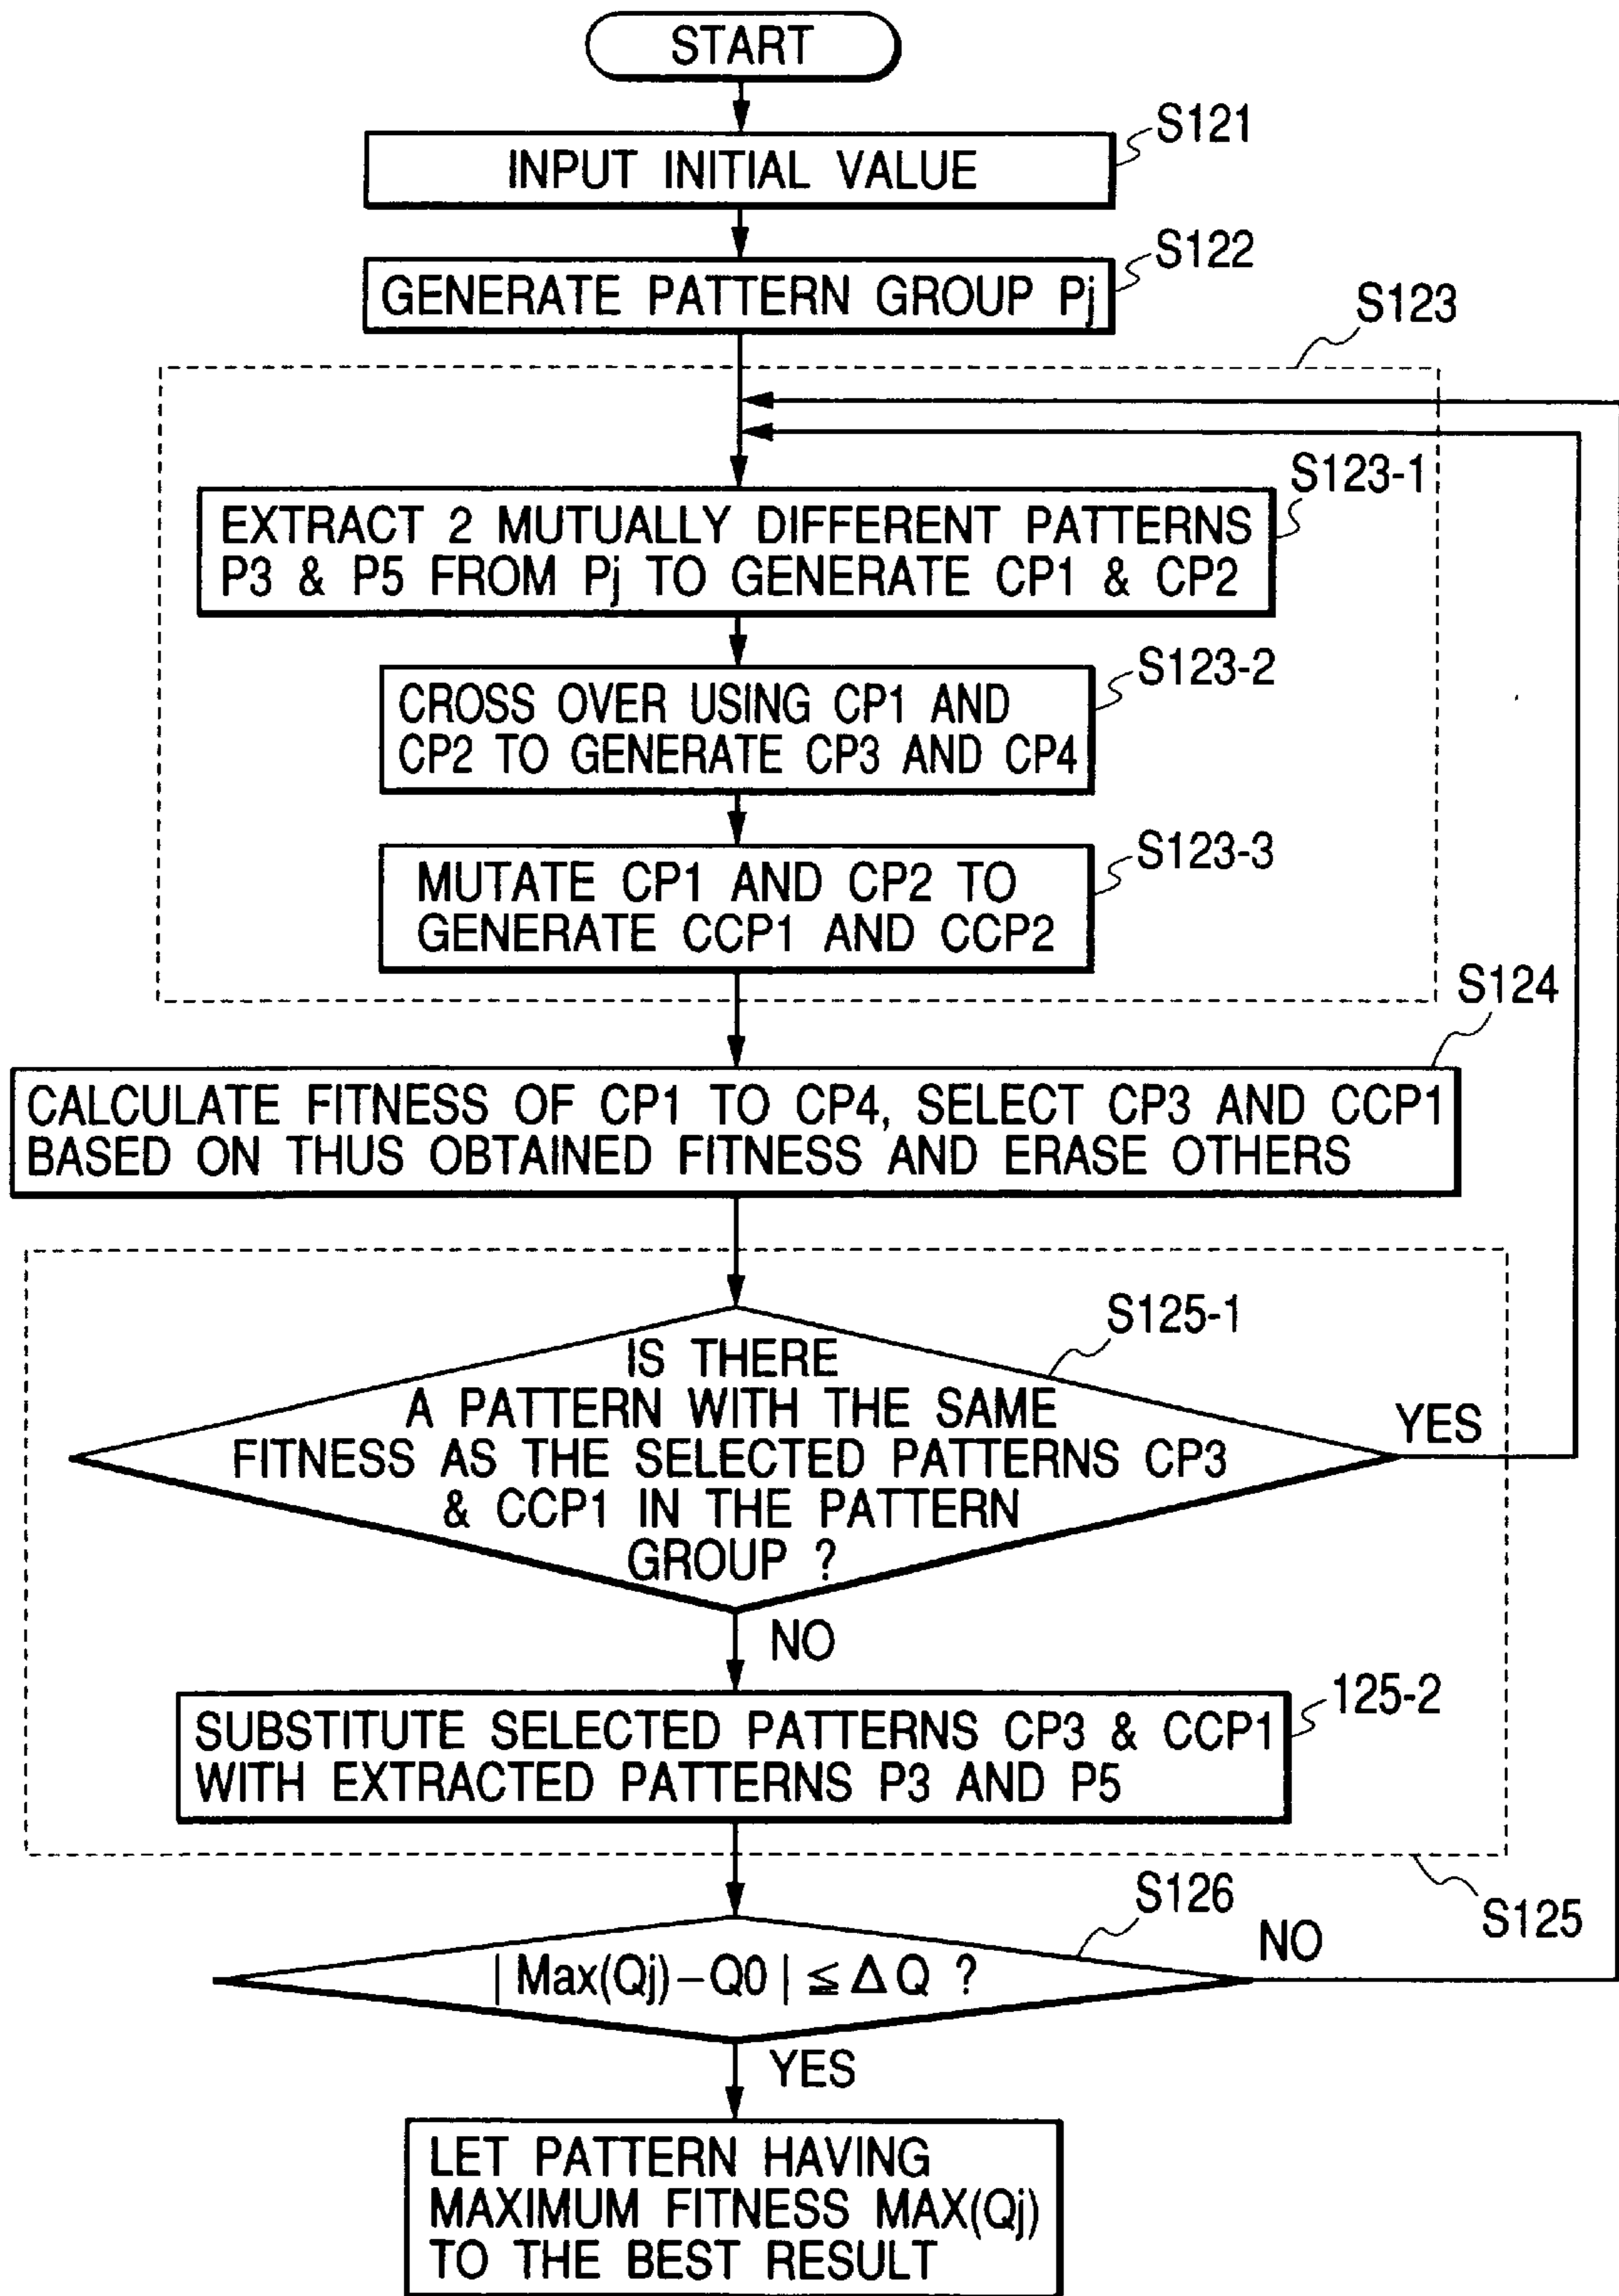 START
S121
INPUT INITIAL VALUE
S122
GENERATE PATTERN GROUP Pj
S123
S123-1
EXTRACT 2 MUTUALLY DIFFERENT PATTERNS
P3 & P5 FROM Pj TO GENERATE CP1 & CP2
S123-2
CROSS OVER USING CP1 AND
CP2 TO GENERATE CP3 AND CP4
S123-3
MUTATE CP1 AND CP2 TO
GENERATE CCP1 AND CCP2
S124
CALCULATE FITNESS OF CP1 TO CP4, SELECT CP3 AND CCP1
BASED ON THUS OBTAINED FITNESS AND ERASE OTHERS
S125-1
IS THERE
A PATTERN WITH THE SAME
FITNESS AS THE SELECTED PATTERNS CP3
& CCP1 IN THE PATTERN
GROUP ?
YES
NO
125-2
SUBSTITUTE SELECTED PATTERNS CP3 & CCP1
WITH EXTRACTED PATTERNS P3 AND P5
S125
S126
| Max(Qj)-Q0 | ≦ ΔQ ?
NO
YES
LET PATTERN HAVING
MAXIMUM FITNESS MAX(Qj)
TO THE BEST RESULT